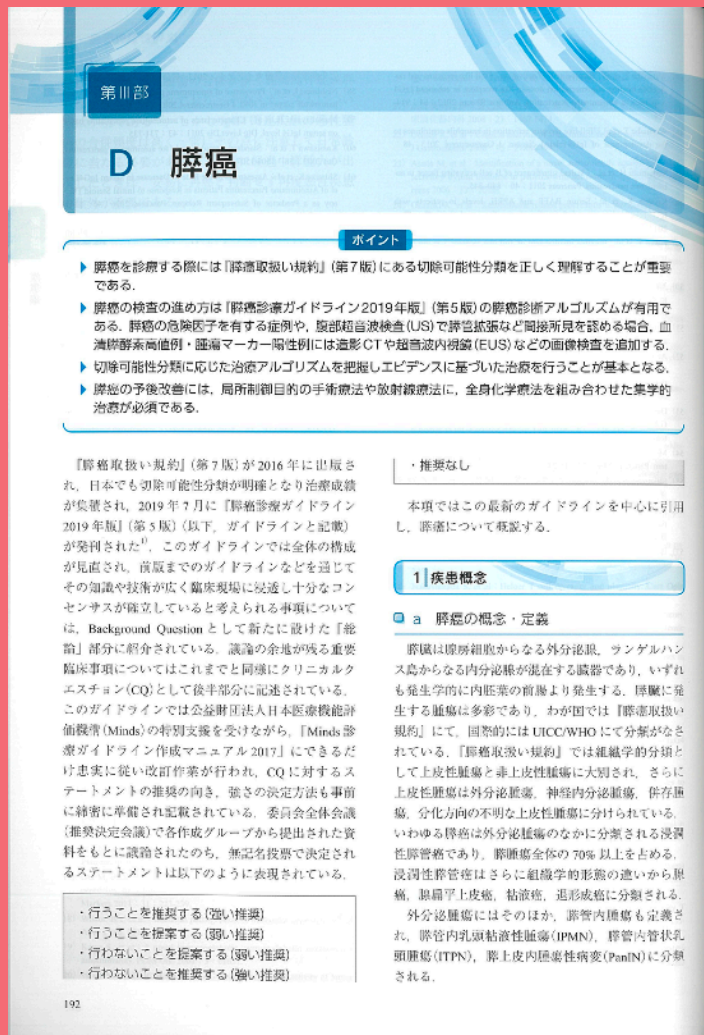 第Ⅲ部
D 膵癌
ポイント
▶ 膵癌を診療する際には『膵癌取扱い規約』(第7版)にある切除可能性分類を正しく理解することが重要
である.
▶ 膵癌の検査の進め方は『膵癌診療ガイドライン2019年版』(第5版)の膵癌診断アルゴルズムが有用で
ある. 膵癌の危険因子を有する症例や, 腹部超音波検査(US)で膵管拡張など間接所見を認める場合, 血
清膵酵素高値例・腫瘍マーカー陽性例には造影CTや超音波内視鏡(EUS)などの画像検査を追加する.
▶ 切除可能性分類に応じた治療アルゴリズムを把握しエビデンスに基づいた治療を行うことが基本となる.
▶ 膵癌の予後改善には, 局所制御目的の手術療法や放射線療法に, 全身化学療法を組み合わせた集学的
治療が必須である.
『膵癌取扱い規約』(第7版)が2016年に出版さ
れ, 日本でも切除可能性分類が明確となり治療成績
が集積され, 2019年7月に『膵癌診療ガイドライン
2019年版』(第5版)(以下, ガイドラインと記載)
が発刊された1). このガイドラインでは全体の構成
が見直され, 前版までのガイドラインなどを通じて
その知識や技術が広く臨床現場に浸透し十分なコン
センサスが確立していると考えられる事項について
は, Background Questionとして新たに設けた『総
論』部分に紹介されている. 議論の余地が残る重要
臨床事項についてはこれまでと同様にクリニカルク
エスチョン(CQ)として後半部分に記述されている.
このガイドラインでは公益財団法人日本医療機能評
価機構(Minds)の特別支援を受けながら, 『Minds診
療ガイドライン作成マニュアル2017』にできるだ
け忠実に従い改訂作業が行われ, CQに対するス
テートメントの推奨の向き, 強さの決定方法も事前
に綿密に準備され記載されている. 委員会全体会議
(推奨決定会議)で各作成グループから提出された資
料をもとに議論されたのち, 無記名投票で決定され
るステートメントは以下のように表現されている.
・行うことを推奨する(強い推奨)
・行うことを提案する(弱い推奨)
・行わないことを提案する(弱い推奨)
・行わないことを推奨する(強い推奨)
・推奨なし
本項ではこの最新のガイドラインを中心に引用
し, 膵癌について概説する.
1 疾患概念
a 膵癌の概念・定義
膵臓は腺房細胞からなる外分泌腺, ランゲルハン
ス島からなる内分泌腺が混在する臓器であり, いずれ
も発生学的に内胚葉の前腸より発生する. 膵臓に発
生する腫瘍は多彩であり, わが国では『膵癌取扱い
規約』にて, 国際的にはUICC/WHOにて分類がなさ
れている. 『膵癌取扱い規約』では組織学的分類と
して上皮性腫瘍と非上皮性腫瘍に大別され, さらに
上皮性腫瘍は外分泌腫瘍, 神経内分泌腫瘍, 併存腫
瘍, 分化方向の不明な上皮性腫瘍に分けられている.
いわゆる膵癌は外分泌腫瘍のなかに分類される浸潤
性膵管癌であり, 膵腫瘍全体の70%以上を占める.
浸潤性膵管癌はさらに組織学的形態の違いから腺
癌, 腺扁平上皮癌, 粘液癌, 退形成癌に分類される.
外分泌腫瘍にはそのほか, 膵管内腫瘍も定義さ
れ, 膵管内乳頭粘液性腫瘍(IPMN), 膵管内管状乳
頭腫瘍(ITPN), 膵上皮内腫瘍性病変(PanIN)に分類
される.
192